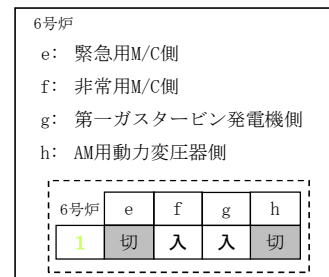 6号炉
e: 緊急用M/C側
f: 非常用M/C側
g: 第一ガスタービン発電機側
h: AM用動力変圧器側
6号炉 e f g h
1 切 入 入 切